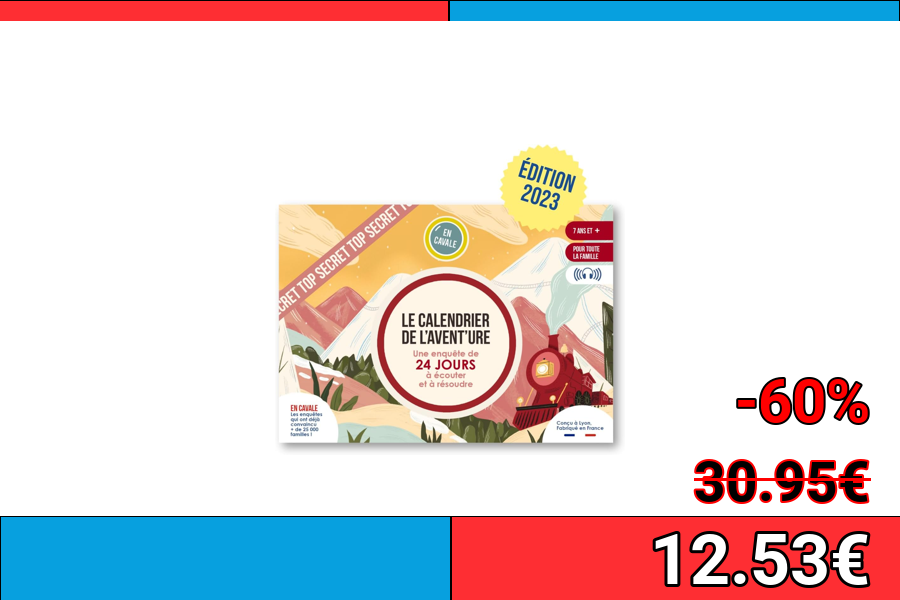 ÉDITION
2023
CRET TOP SECRET TOP SECRET TO
EN
CAVALE
7 ANS ET +
POUR TOUTE
LA FAMILLE
LE CALENDRIER
DE L'AVENT'URE
Une enquête de
24 JOURS
à écouter
et à résoudre
EN CAVALE
Les enquêtes
qui ont déjà
convaincu
+ de 25 000
familles !
Conçu à Lyon,
Fabriqué en France
-60%
30.95€
12.53€